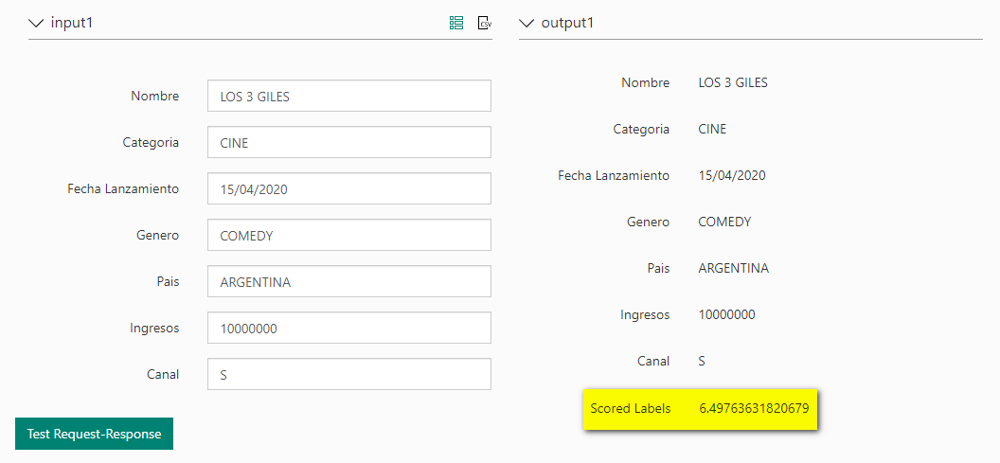 input1
CSV
Nombre LOS 3 GILES
Categoria CINE
Fecha Lanzamiento 15/04/2020
Genero COMEDY
Pais ARGENTINA
Ingresos 10000000
Canal S
Test Request-Response
output1
Nombre LOS 3 GILES
Categoria CINE
Fecha Lanzamiento 15/04/2020
Genero COMEDY
Pais ARGENTINA
Ingresos 10000000
Canal S
Scored Labels 6.49763631820679